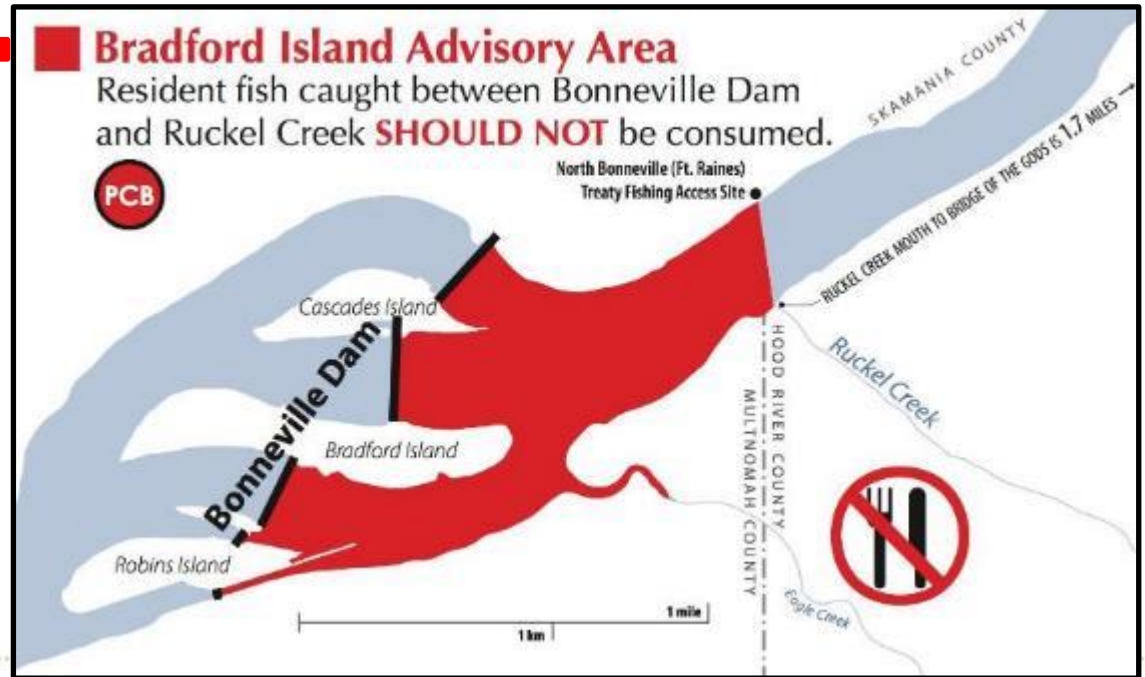 Bradford Island Advisory Area
Resident fish caught between Bonneville Dam
and Ruckel Creek SHOULD NOT be consumed.
PCB
North Bonneville (Ft. Raines)
Treaty Fishing Access Site
SKAMANIA COUNTY
RUCKEL CREEK MOUTH TO BRIDGE OF THE GODS IS 1.7 MILES
Cascades Island
Bonneville Dam
Bradford Island
Robins Island
HOOD RIVER COUNTY
MULTNOMAH COUNTY
Ruckel Creek
Eagle Creek
1 mile
1 km